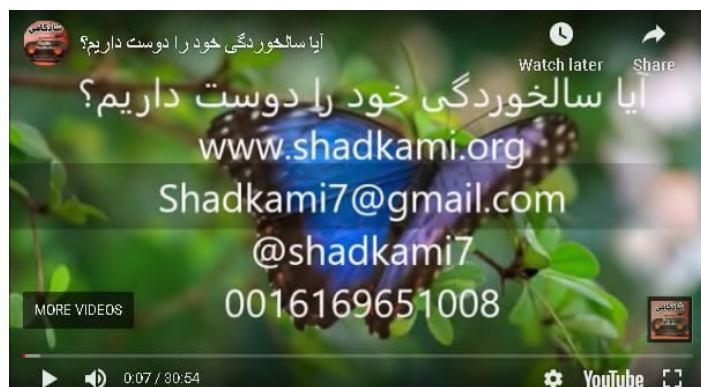 آیا سالخوردگی خود را دوست داریم؟
Watch later
Share
آیا سالخوردگی خود را دوست داریم؟
www.shadkami.org
Shadkami7@gmail.com
@shadkami7
0016169651008
MORE VIDEOS
0:07 / 30:54
YouTube